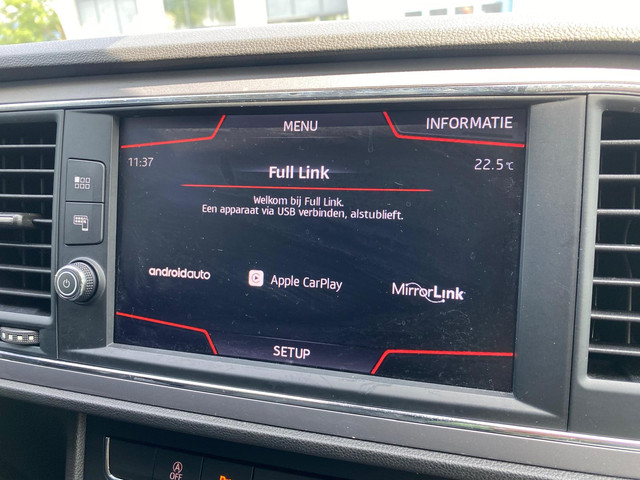 MENU
INFORMATIE
11:37
Full Link
22.5°C
Welkom bij Full Link.
Een apparaat via USB verbinden, alstublieft.
androidauto
Apple CarPlay
MirrorLink
SETUP
A
OFF